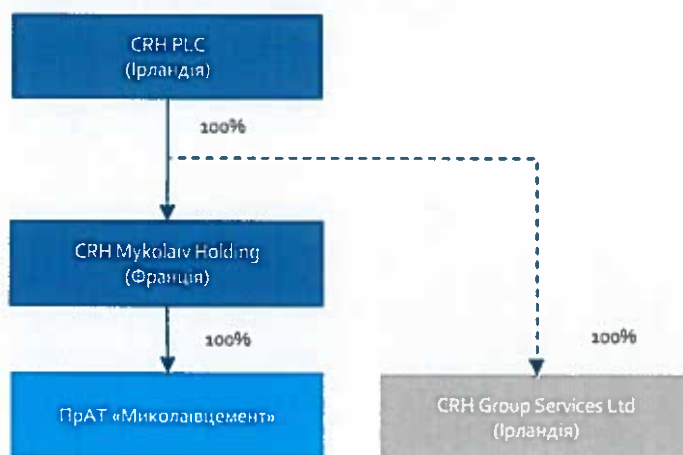 CRH PLC
(Ірландія)
100%
CRH Mykolaiv Holding
(Франція)
100%
100%
ПрАТ «Миколаївцемент»
CRH Group Services Ltd
(Ірландія)